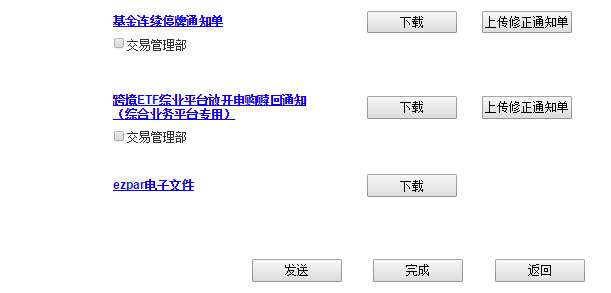 基金连续停牌通知单 下载 上传修正通知单
交易管理部
跨境ETF综业平台放开申购赎回通知 下载 上传修正通知单
（综合业务平台专用）
交易管理部
ezpar电子文件 下载
发送 完成 返回